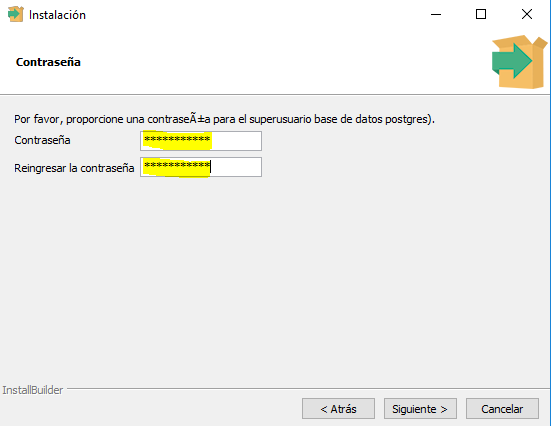 Instalación
Contraseña
Por favor, proporcione una contraseÃ±a para el superusuario base de datos postgres).
Contraseña ***********
Reingresar la contraseña ***********
InstallBuilder
< Atrás Siguiente > Cancelar